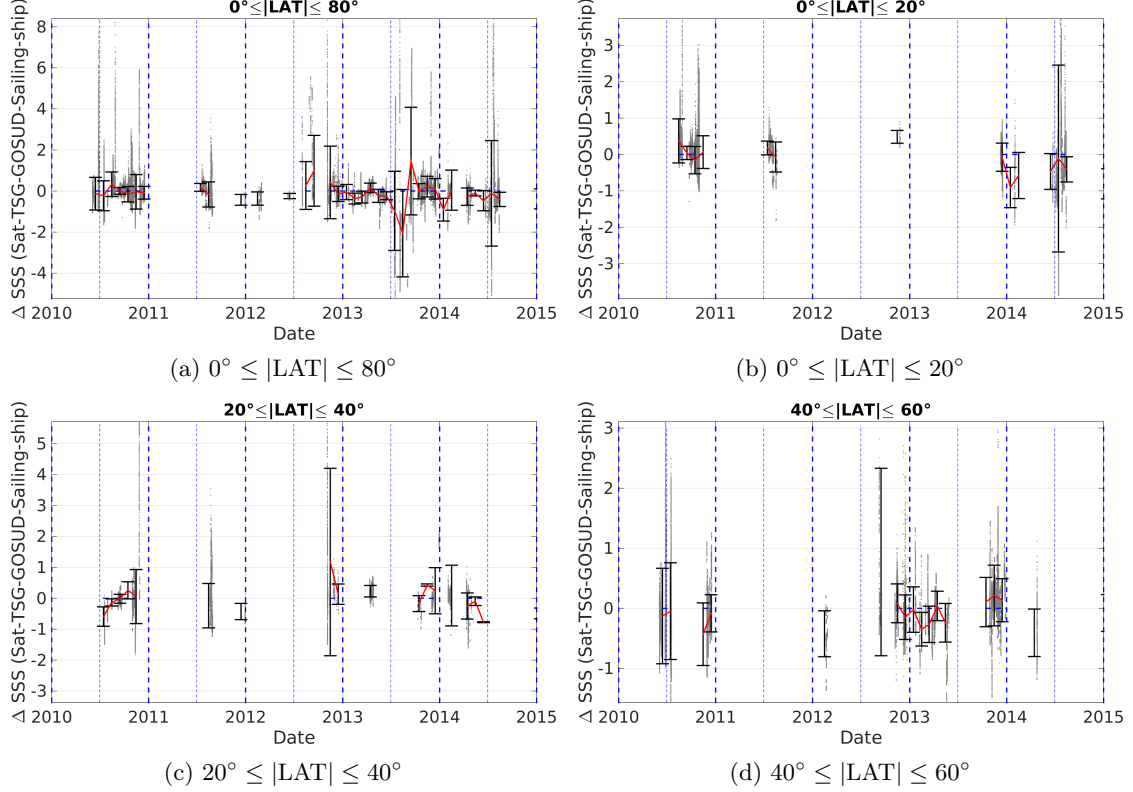 0°≤|LAT|≤ 80°
Δ SSS (Sat-TSG-GOSUD-Sailing-ship)
8
6
4
2
0
-2
-4
2010 2011 2012 2013 2014 2015
Date
(a) 0° ≤ |LAT| ≤ 80°
0°≤|LAT|≤ 20°
Δ SSS (Sat-TSG-GOSUD-Sailing-ship)
3
2
1
0
-1
-2
-3
2010 2011 2012 2013 2014 2015
Date
(b) 0° ≤ |LAT| ≤ 20°
20°≤|LAT|≤ 40°
Δ SSS (Sat-TSG-GOSUD-Sailing-ship)
5
4
3
2
1
0
-1
-2
-3
2010 2011 2012 2013 2014 2015
Date
(c) 20° ≤ |LAT| ≤ 40°
40°≤|LAT|≤ 60°
Δ SSS (Sat-TSG-GOSUD-Sailing-ship)
3
2
1
0
-1
2010 2011 2012 2013 2014 2015
Date
(d) 40° ≤ |LAT| ≤ 60°